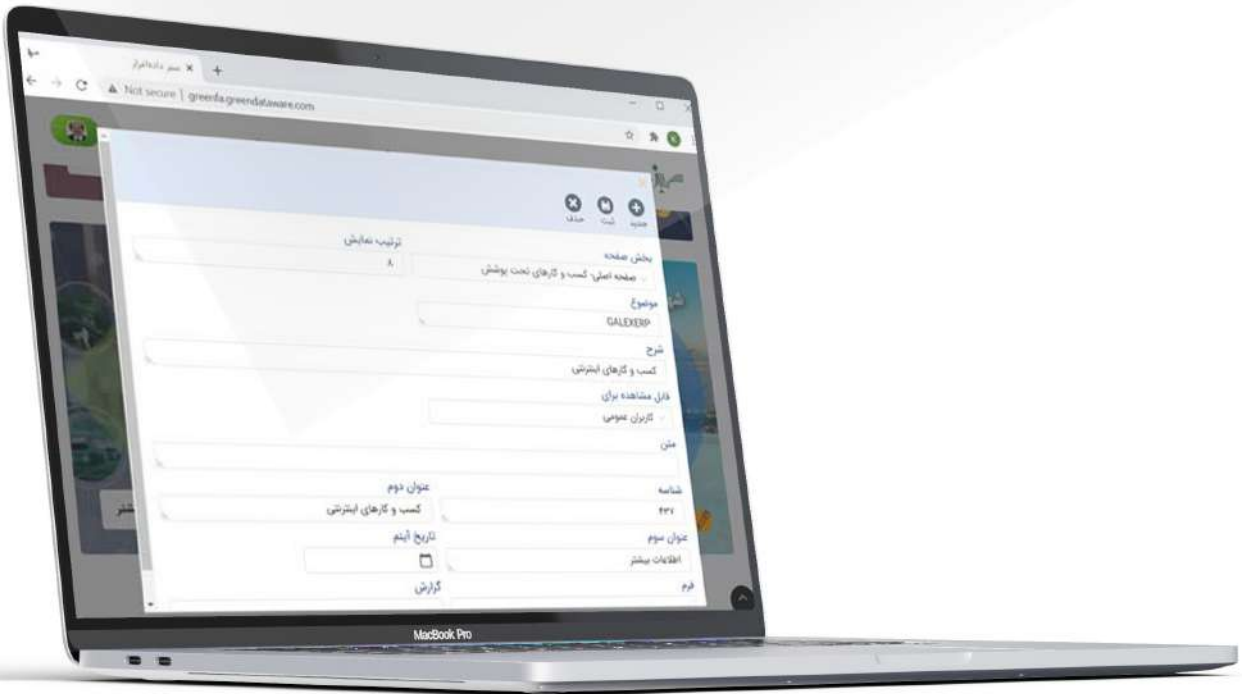 سبز داده‌افزار
Not secure | greenfa.greendataware.com
جدید
ثبت
حذف
بخش صفحه
ترتیب نمایش
صفحه اصلی- کسب و کارهای تحت پوشش
۸
موضوع
GALEXERP
شرح
کسب و کارهای اینترنتی
قابل مشاهده برای
کاربران عمومی
متن
شناسه
عنوان دوم
۴۳۷
کسب و کارهای اینترنتی
عنوان سوم
تاریخ آیتم
اطلاعات بیشتر
فرم
گزارش
MacBook Pro